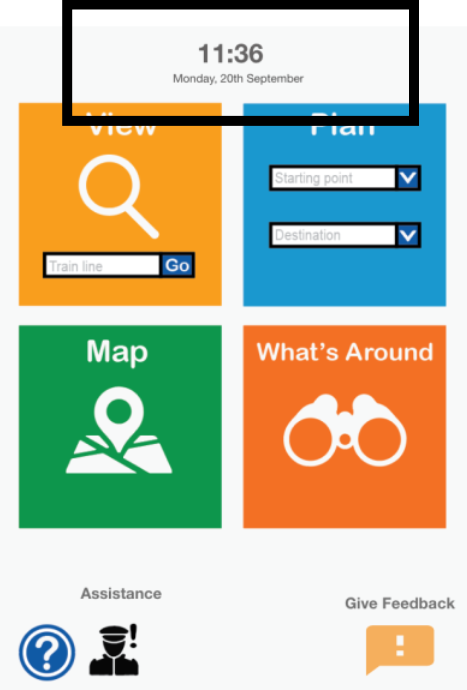 11:36
Monday, 20th September
View
Plan
Starting point
Train line
Go
Destination
Map
What's Around
Assistance
Give Feedback
?
!
!